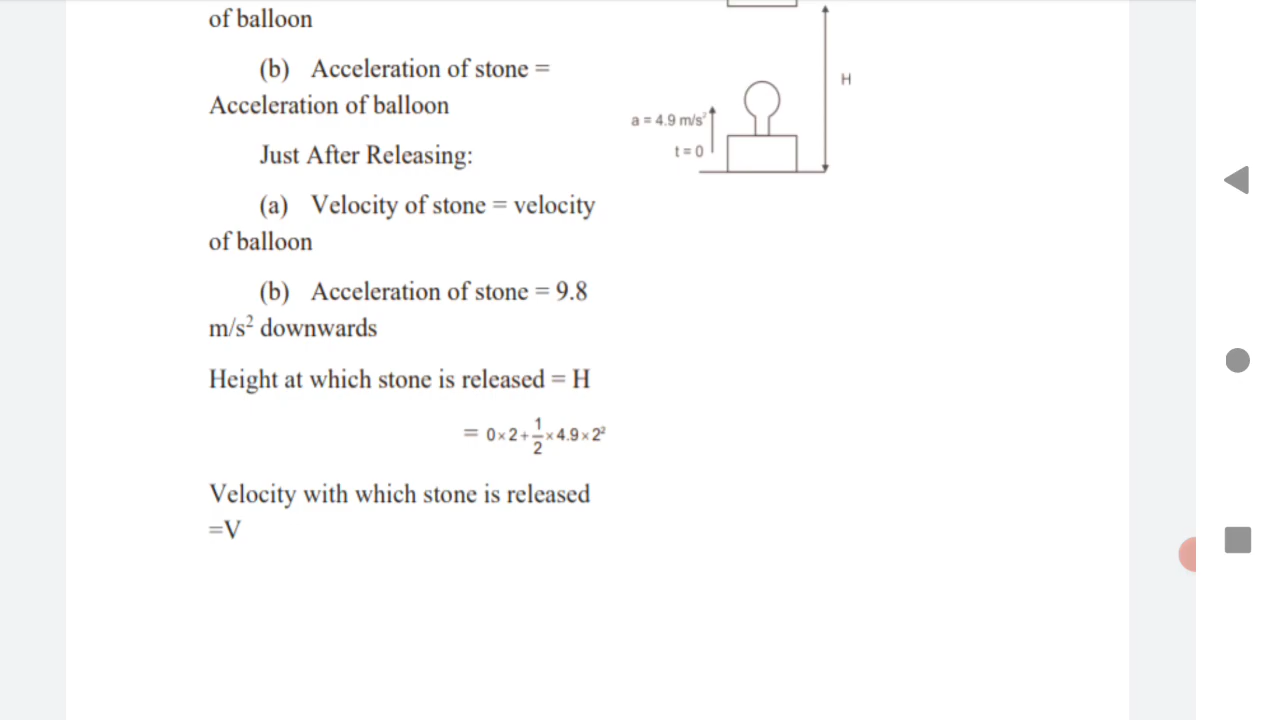 of balloon
(b) Acceleration of stone =
Acceleration of balloon
Just After Releasing:
(a) Velocity of stone = velocity
of balloon
(b) Acceleration of stone = 9.8
m/s² downwards
Height at which stone is released = H
= 0×2+1/2×4.9×2²
Velocity with which stone is released
=V
H
a = 4.9 m/s²
t = 0